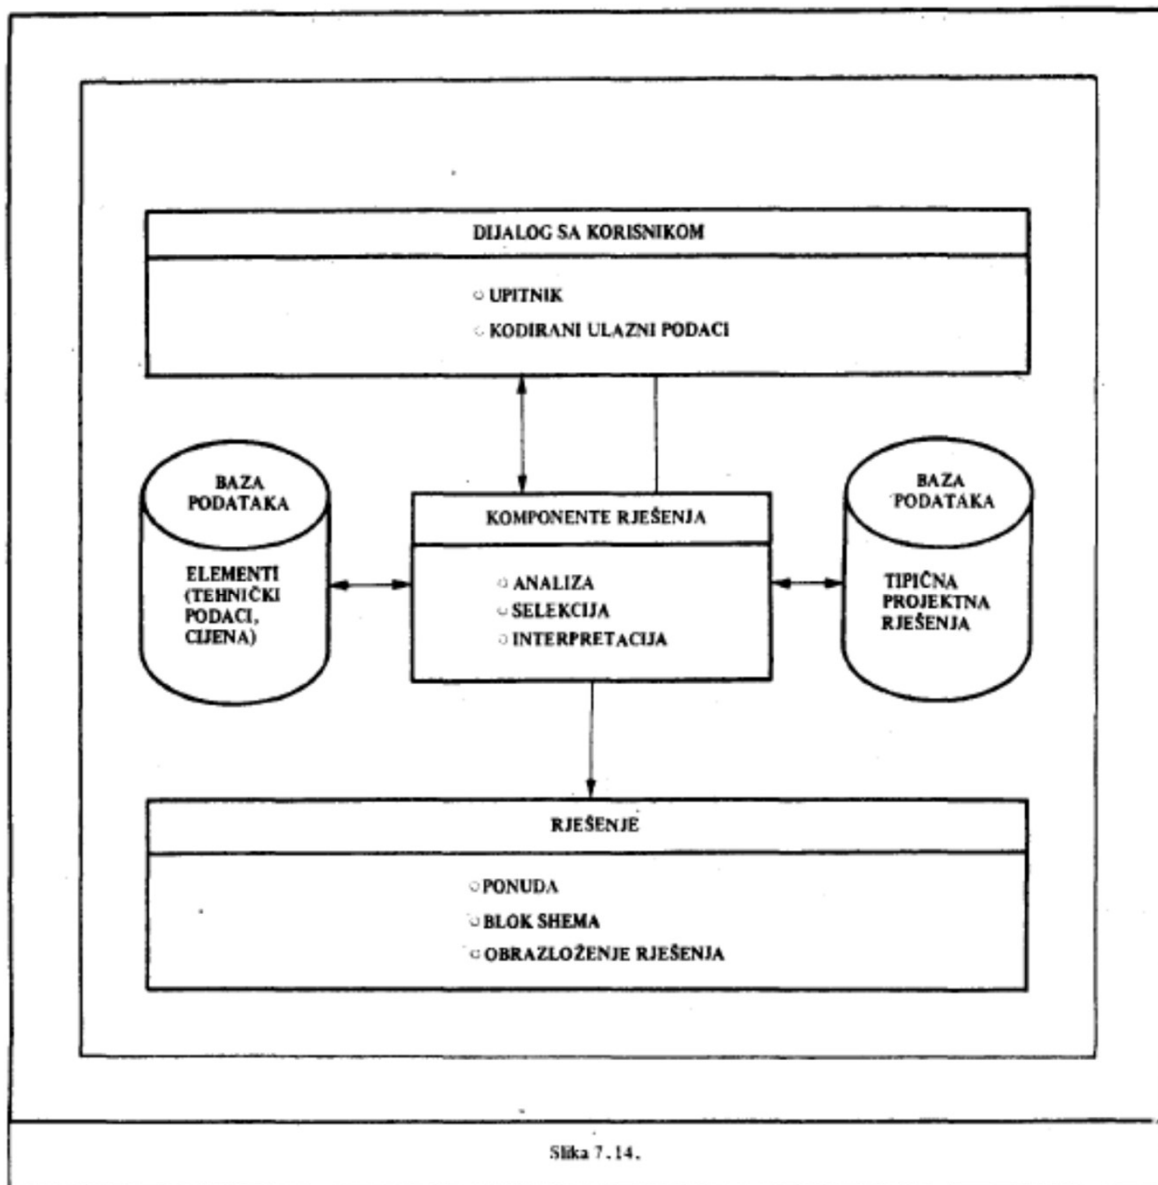 DIJALOG SA KORISNIKOM
○ UPITNIK
○ KODIRANI ULAZNI PODACI
BAZA
PODATAKA
ELEMENTI
(TEHNIČKI
PODACI,
CIJENA)
KOMPONENTE RJEŠENJA
○ ANALIZA
○ SELEKCIJA
○ INTERPRETACIJA
BAZA
PODATAKA
TIPIČNA
PROJEKTNA
RJEŠENJA
RJEŠENJE
○ PONUDA
○ BLOK SHEMA
○ OBRAZLOŽENJE RJEŠENJA
Slika 7.14.